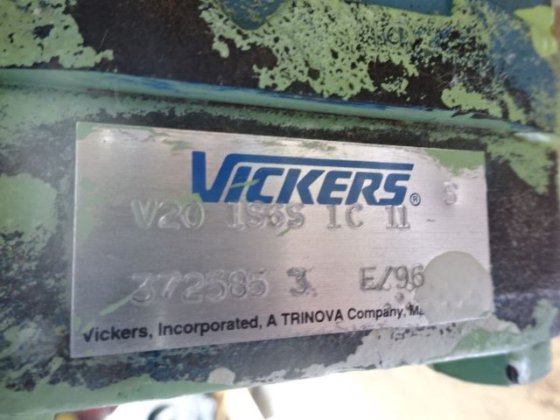 VICKERS®
V20 1S6S 1C 11 S
372585 3 E/96
Vickers, Incorporated, A TRINOVA Company,